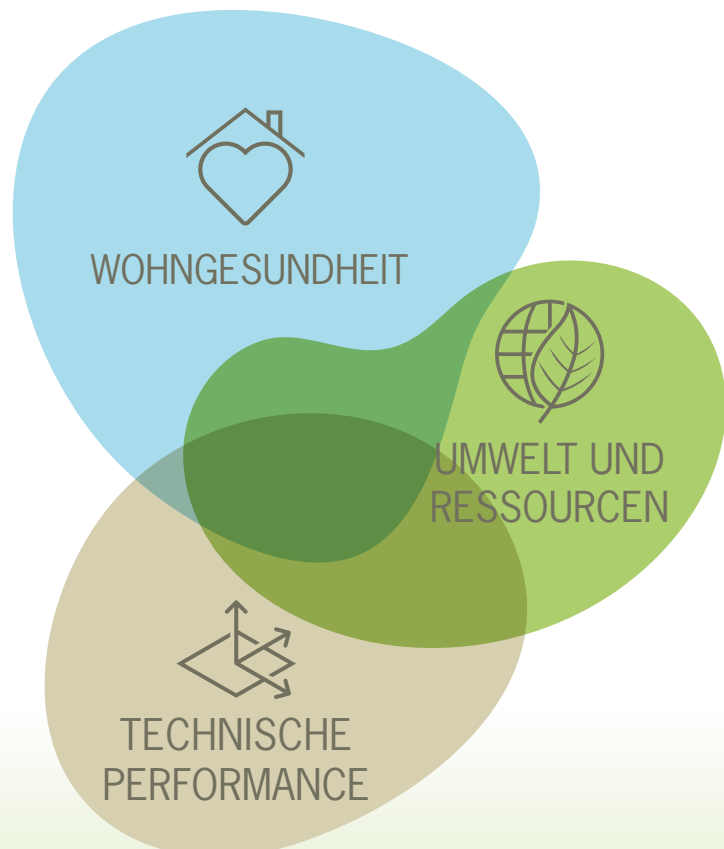 WOHNGESUNDHEIT
UMWELT UND
RESSOURCEN
TECHNISCHE
PERFORMANCE